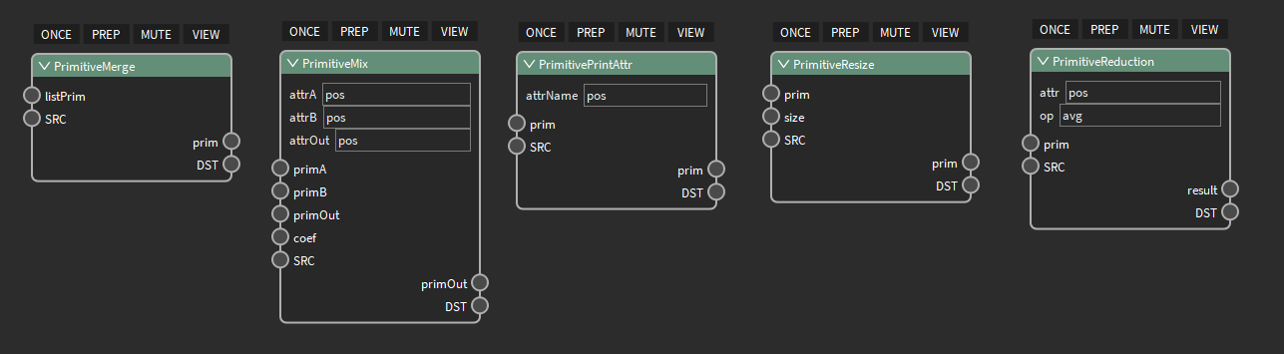 ONCE PREP MUTE VIEW
PrimitiveMerge
listPrim
SRC
prim
DST
ONCE PREP MUTE VIEW
PrimitiveMix
attrA pos
attrB pos
attrOut pos
primA
primB
primOut
coef
SRC
primOut
DST
ONCE PREP MUTE VIEW
PrimitivePrintAttr
attrName pos
prim
SRC
prim
DST
ONCE PREP MUTE VIEW
PrimitiveResize
prim
size
SRC
prim
DST
ONCE PREP MUTE VIEW
PrimitiveReduction
attr pos
op avg
prim
SRC
result
DST